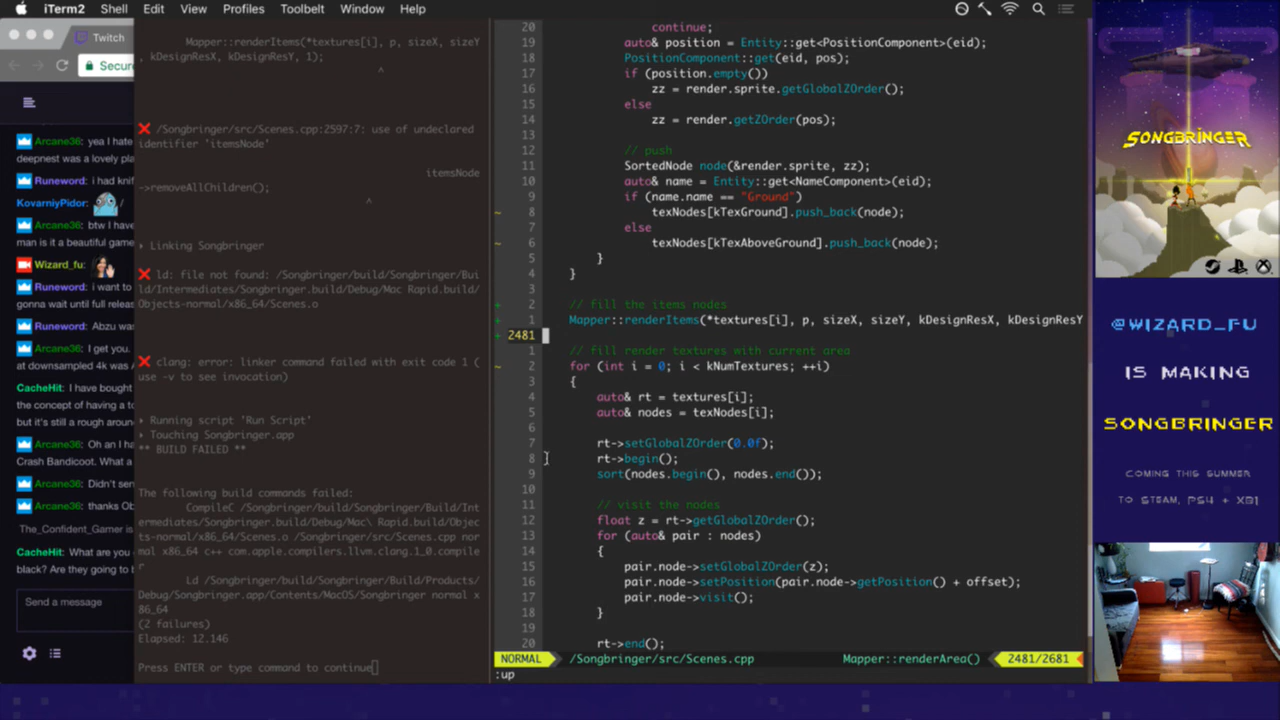 iTerm2 Shell Edit View Profiles Toolbelt Window Help
Twitch
Secure
Arcane36: yea I hate
deepnest was a lovely pla
Runeword: i had knif
KovarniyPidor: /
Arcane36: btw I have
man is it a beautiful game
Wizard_fu:
Runeword: i want to
gonna wait until full releas
Runeword: Abzu was
Arcane36: I get you.
at downsampled 4k was A
CacheHit: I have bought
the concept of having a to
but it's still a rough aroun
Arcane36: Oh an I ha
Crash Bandicoot. What a
Arcane36: Didn't sen
Arcane36: thanks Ob
The_Confident_Gamer is
CacheHit: What are you
black? Are they going to b
Send a message
Mapper::renderItems(*textures[i], p, sizeX, sizeY
, kDesignResX, kDesignResY, 1);
^
❌ /Songbringer/src/Scenes.cpp:2597:7: use of undeclared
identifier 'itemsNode'
itemsNode
->removeAllChildren();
^
▸ Linking Songbringer
❌ ld: file not found: /Songbringer/build/Songbringer/Bui
ld/Intermediates/Songbringer.build/Debug/Mac Rapid.build/
Objects-normal/x86_64/Scenes.o
❌ clang: error: linker command failed with exit code 1 (
use -v to see invocation)
▸ Running script 'Run Script'
▸ Touching Songbringer.app
** BUILD FAILED **
The following build commands failed:
CompileC /Songbringer/build/Songbringer/Build/Int
ermediates/Songbringer.build/Debug/Mac\ Rapid.build/Objec
ts-normal/x86_64/Scenes.o /Songbringer/src/Scenes.cpp nor
mal x86_64 c++ com.apple.compilers.llvm.clang.1_0.compile
r
Ld /Songbringer/build/Songbringer/Build/Products/
Debug/Songbringer.app/Contents/MacOS/Songbringer normal x
86_64
(2 failures)
Elapsed: 12.146
Press ENTER or type command to continue
20 continue;
19 auto& position = Entity::get<PositionComponent>(eid);
18 PositionComponent::get(eid, pos);
17 if (position.empty())
16 zz = render.sprite.getGlobalZOrder();
15 else
14 zz = render.getZOrder(pos);
13
12 // push
11 SortedNode node(&render.sprite, zz);
10 auto& name = Entity::get<NameComponent>(eid);
9 if (name.name == "Ground")
~ 8 texNodes[kTexGround].push_back(node);
7 else
~ 6 texNodes[kTexAboveGround].push_back(node);
5 }
4 }
3
+ 2 // fill the items nodes
+ 1 Mapper::renderItems(*textures[i], p, sizeX, sizeY, kDesignResX, kDesignResY
+ 2481
1 // fill render textures with current area
~ 2 for (int i = 0; i < kNumTextures; ++i)
3 {
4 auto& rt = textures[i];
5 auto& nodes = texNodes[i];
6
7 rt->setGlobalZOrder(0.0f);
8 rt->begin();
9 sort(nodes.begin(), nodes.end());
10
11 // visit the nodes
12 float z = rt->getGlobalZOrder();
13 for (auto& pair : nodes)
14 {
15 pair.node->setGlobalZOrder(z);
16 pair.node->setPosition(pair.node->getPosition() + offset);
17 pair.node->visit();
18 }
19
20 rt->end();
NORMAL /Songbringer/src/Scenes.cpp Mapper::renderArea() 2481/2681
:up
SONGBRINGER
@WIZARD_FU
IS MAKING
SONGBRINGER
COMING THIS SUMMER
TO STEAM, PS4 + XB1